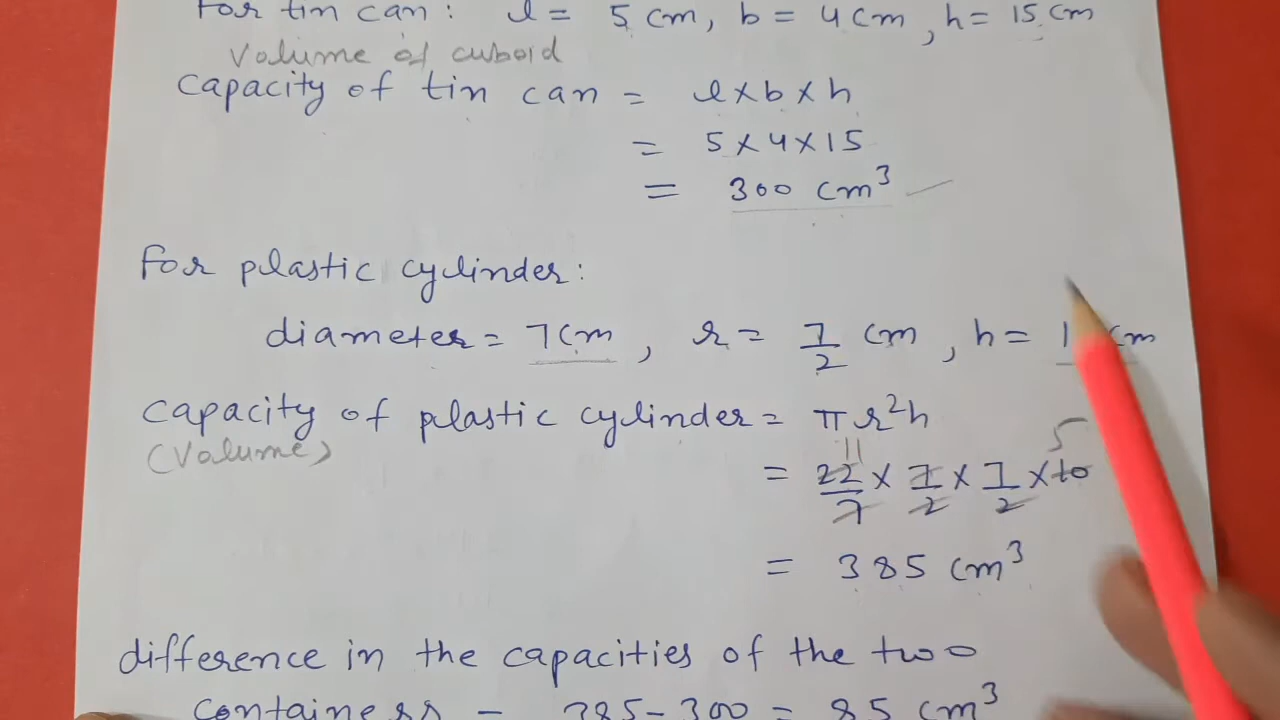 For tin can: l = 5 cm, b = 4 cm, h = 15 cm
Volume of cuboid
Capacity of tin can = l × b × h
= 5 × 4 × 15
= 300 cm³
For plastic cylinder:
diameter = 7 cm, r = 7/2 cm, h = 1 cm
Capacity of plastic cylinder = πr²h
(Volume)
11 5
= 22/7 × 7/2 × 7/2 × 10
= 385 cm³
difference in the capacities of the two
containers = 385 - 300 = 85 cm³